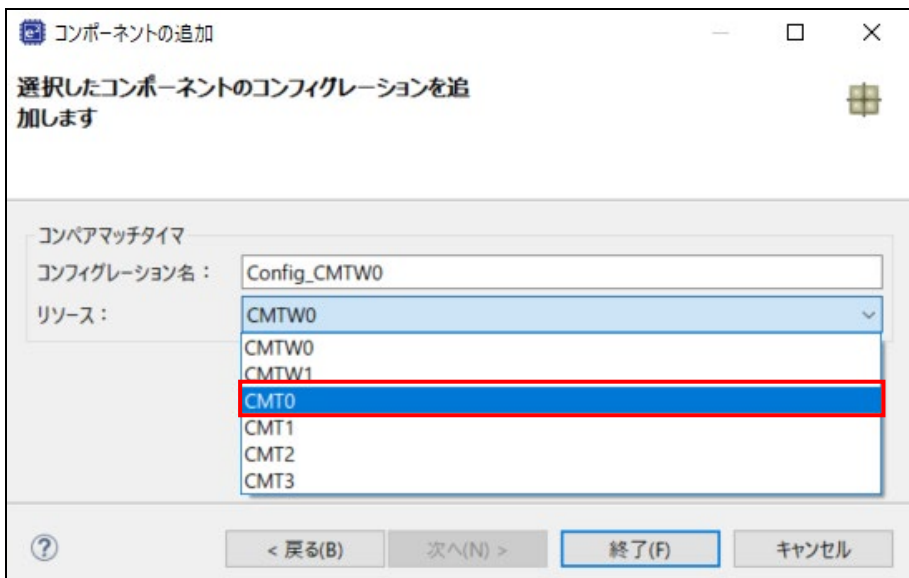 コンポーネントの追加
選択したコンポーネントのコンフィグレーションを追
加します
コンペアマッチタイマ
コンフィグレーション名： Config_CMTW0
リソース： CMTW0
CMTW0
CMTW1
CMT0
CMT1
CMT2
CMT3
< 戻る(B) 次へ(N) > 終了(F) キャンセル